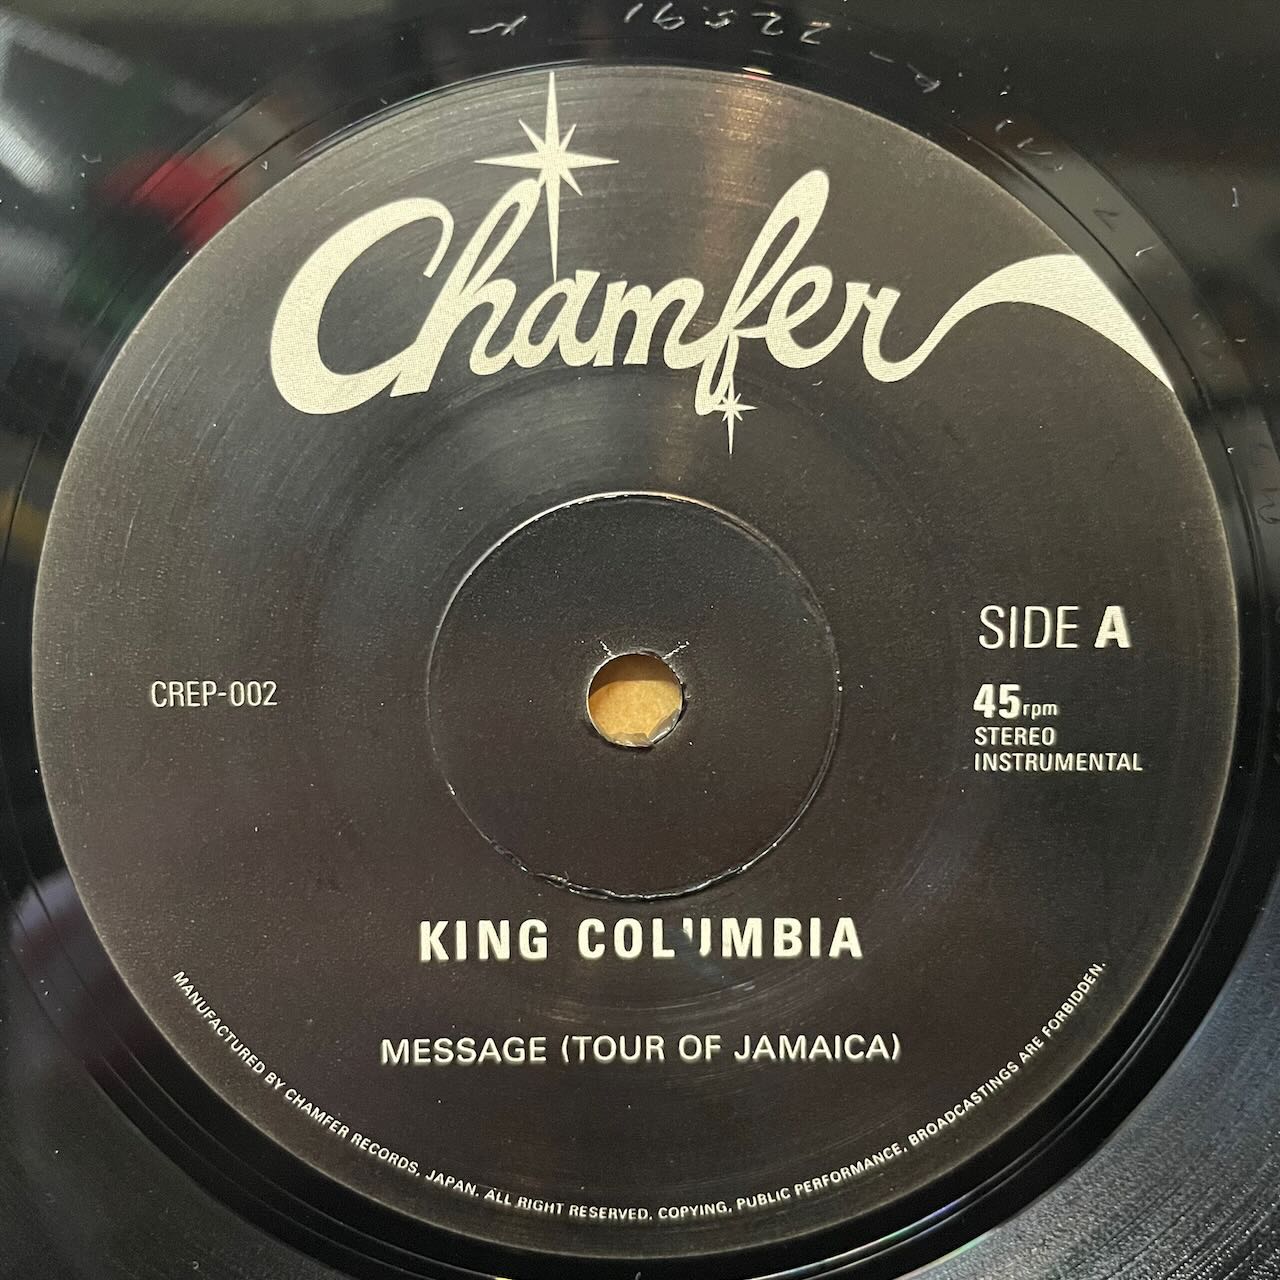 Chamfer
CREP-002
SIDE A
45rpm
STEREO
INSTRUMENTAL
KING COLUMBIA
MESSAGE (TOUR OF JAMAICA)
MANUFACTURED BY CHAMFER RECORDS, JAPAN. ALL RIGHT RESERVED, COPYING, PUBLIC PERFORMANCE, BROADCASTINGS ARE FORBIDDEN.